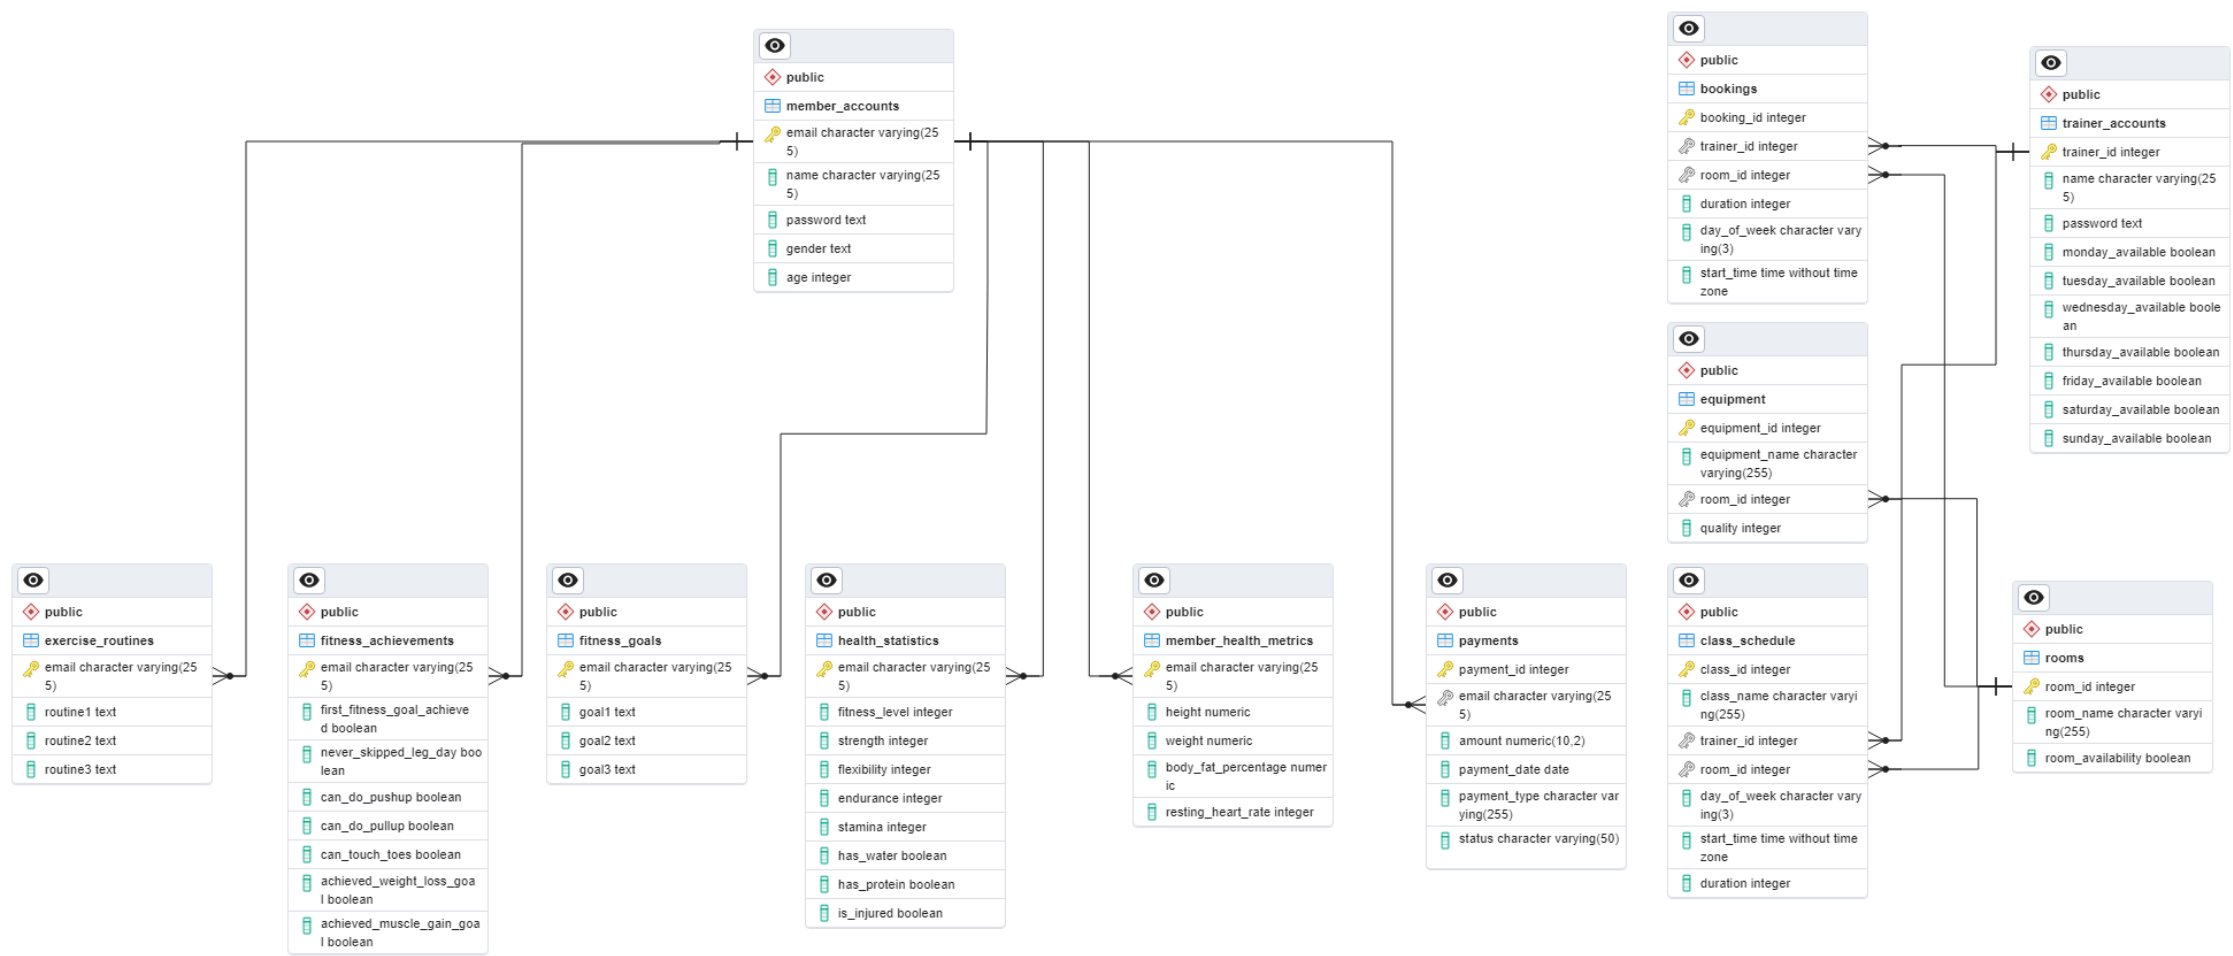 public
member_accounts
email character varying(25
5)
name character varying(25
5)
password text
gender text
age integer
public
bookings
booking_id integer
trainer_id integer
room_id integer
duration integer
day_of_week character vary
ing(3)
start_time time without time
zone
public
trainer_accounts
trainer_id integer
name character varying(25
5)
password text
monday_available boolean
tuesday_available boolean
wednesday_available boole
an
thursday_available boolean
friday_available boolean
saturday_available boolean
sunday_available boolean
public
equipment
equipment_id integer
equipment_name character
varying(255)
room_id integer
quality integer
public
exercise_routines
email character varying(25
5)
routine1 text
routine2 text
routine3 text
public
fitness_achievements
email character varying(25
5)
first_fitness_goal_achieve
d boolean
never_skipped_leg_day boo
lean
can_do_pushup boolean
can_do_pullup boolean
can_touch_toes boolean
achieved_weight_loss_goa
l boolean
achieved_muscle_gain_goa
l boolean
public
fitness_goals
email character varying(25
5)
goal1 text
goal2 text
goal3 text
public
health_statistics
email character varying(25
5)
fitness_level integer
strength integer
flexibility integer
endurance integer
stamina integer
has_water boolean
has_protein boolean
is_injured boolean
public
member_health_metrics
email character varying(25
5)
height numeric
weight numeric
body_fat_percentage numer
ic
resting_heart_rate integer
public
payments
payment_id integer
email character varying(25
5)
amount numeric(10,2)
payment_date date
payment_type character var
ying(255)
status character varying(50)
public
class_schedule
class_id integer
class_name character varyi
ng(255)
trainer_id integer
room_id integer
day_of_week character vary
ing(3)
start_time time without time
zone
duration integer
public
rooms
room_id integer
room_name character varyi
ng(255)
room_availability boolean